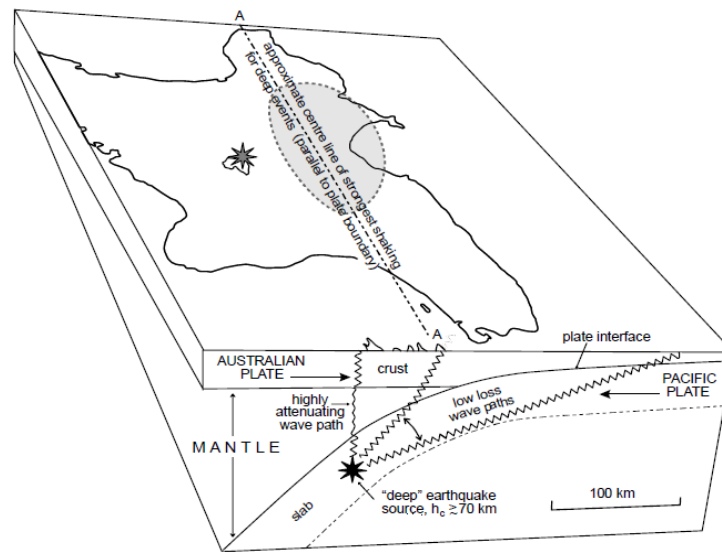 A
approximate centre line of strongest shaking
for deep events (parallel to plate boundary)
A
plate interface
AUSTRALIAN
PLATE
crust
PACIFIC
PLATE
highly
attenuating
wave path
low loss
wave paths
MANTLE
slab
"deep" earthquake
source, hc ≳ 70 km
100 km